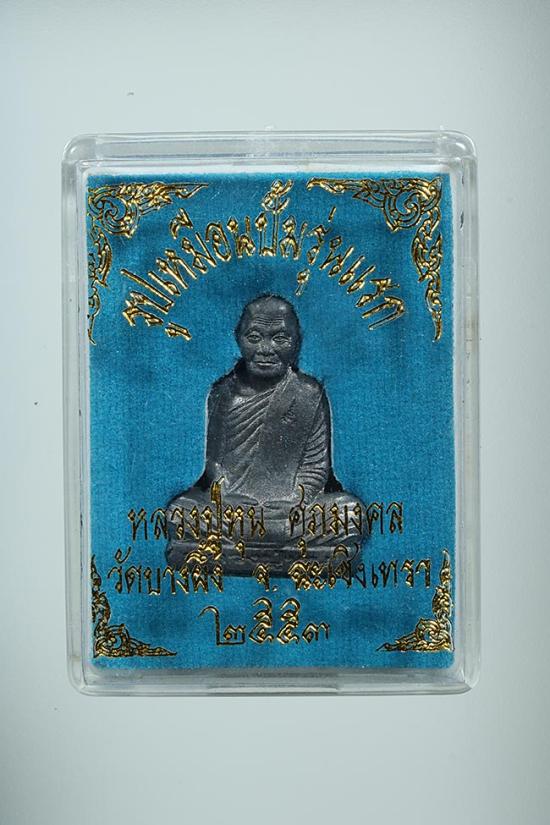 รูปเหมือนปั๊มรุ่นแรก
หลวงปู่หุน ศุภมงคล
วัดบางผึ้ง จ.ฉะเชิงเทรา
๒๕๕๓